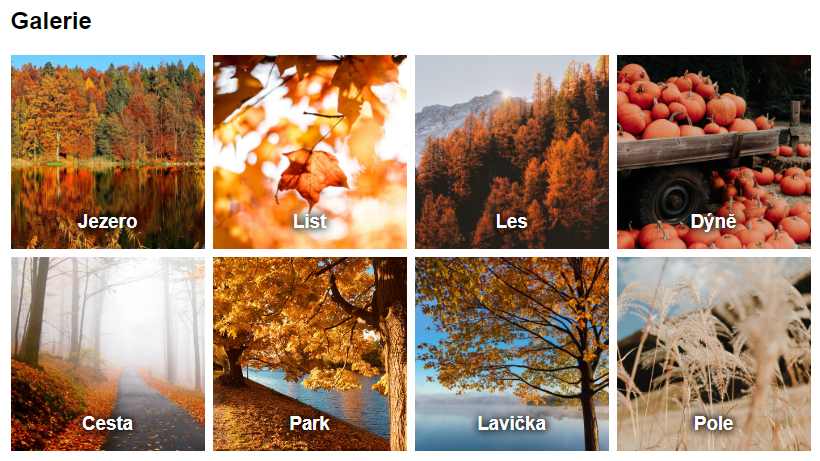 Galerie
Jezero
List
Les
Dýně
Cesta
Park
Lavička
Pole